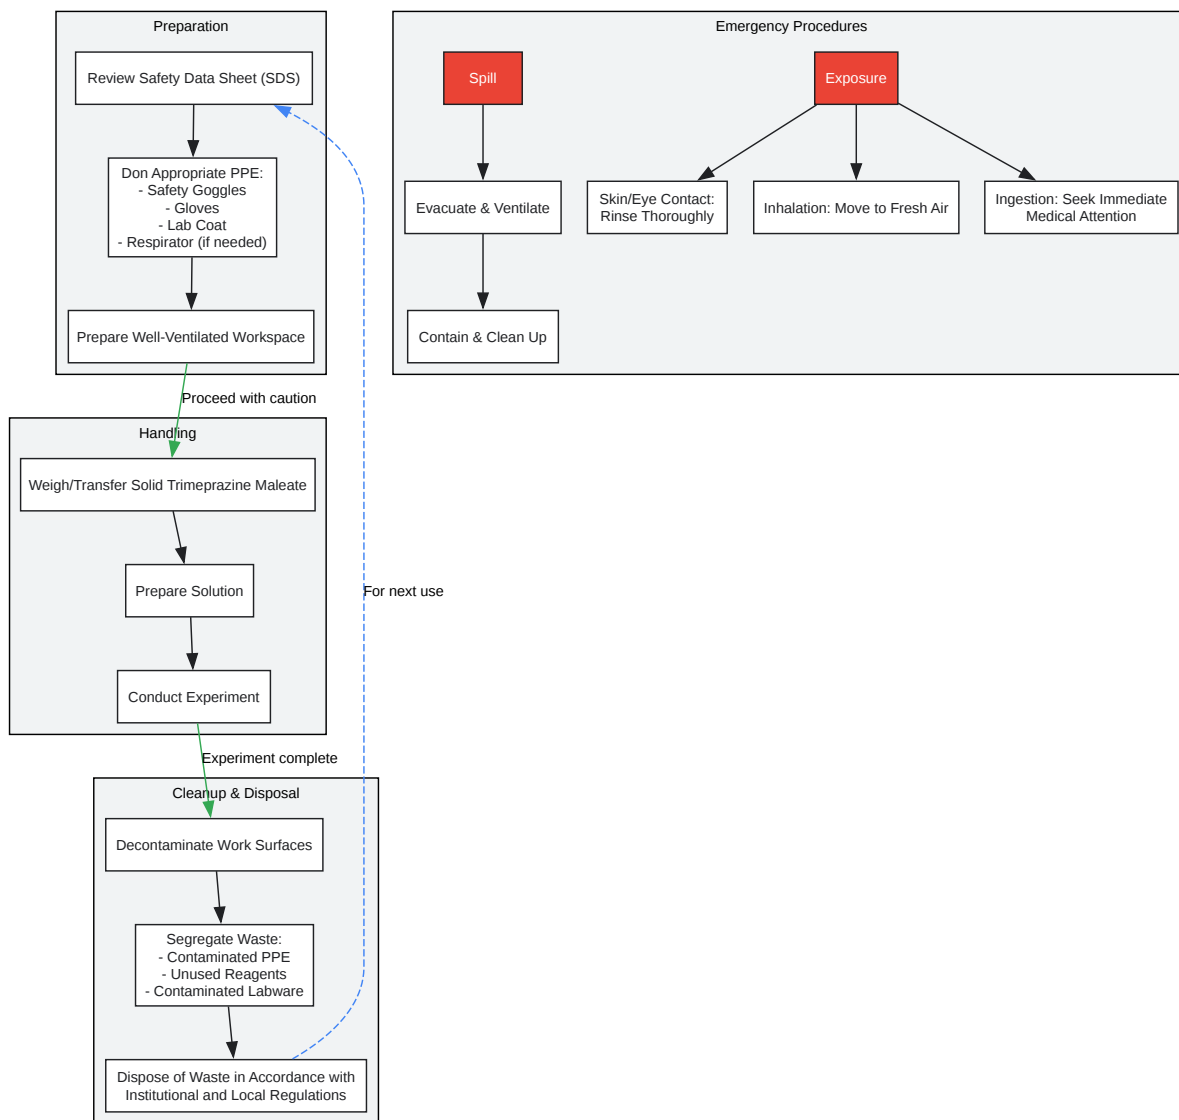 Preparation
Review Safety Data Sheet (SDS)
Don Appropriate PPE:
- Safety Goggles
- Gloves
- Lab Coat
- Respirator (if needed)
Prepare Well-Ventilated Workspace
Proceed with caution
Handling
Weigh/Transfer Solid Trimeprazine Maleate
Prepare Solution
Conduct Experiment
For next use
Experiment complete
Cleanup & Disposal
Decontaminate Work Surfaces
Segregate Waste:
- Contaminated PPE
- Unused Reagents
- Contaminated Labware
Dispose of Waste in Accordance with
Institutional and Local Regulations
Emergency Procedures
Spill
Evacuate & Ventilate
Contain & Clean Up
Exposure
Skin/Eye Contact:
Rinse Thoroughly
Inhalation: Move to Fresh Air
Ingestion: Seek Immediate
Medical Attention